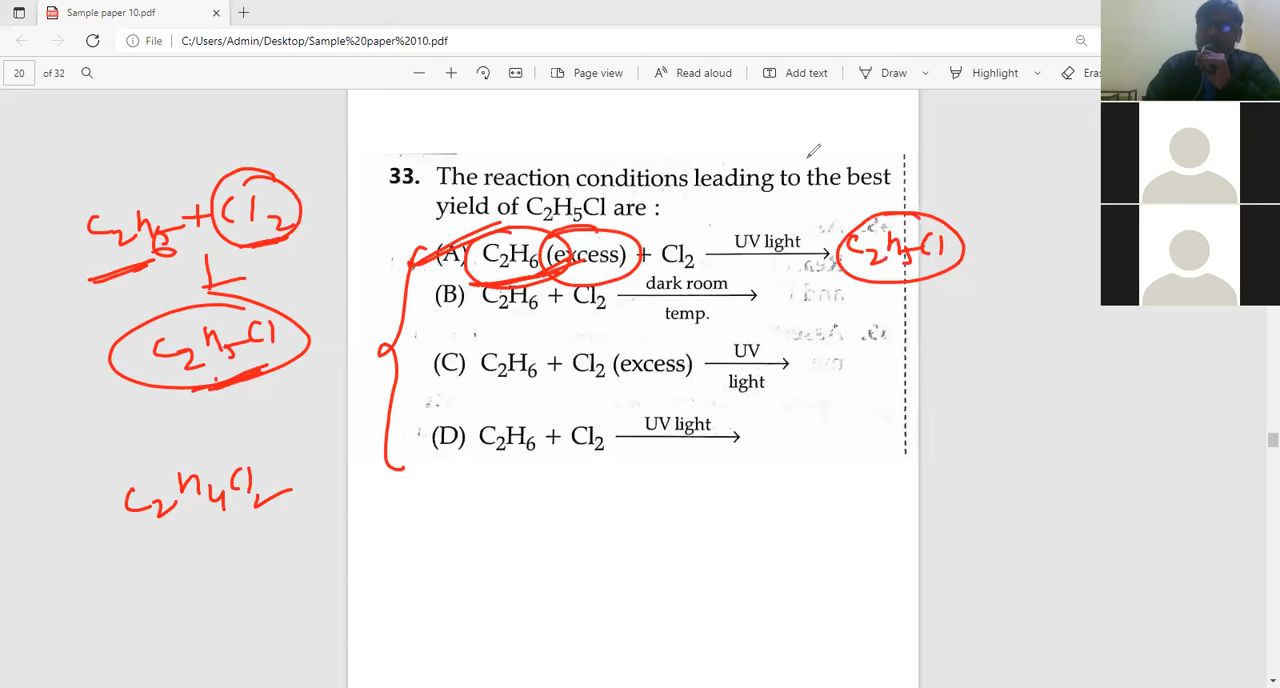 Sample paper 10.pdf
File C:/Users/Admin/Desktop/Sample%20paper%2010.pdf
20 of 32 Page view Read aloud Add text Draw Highlight Eras
33. The reaction conditions leading to the best
yield of C₂H₅Cl are :
(A) C₂H₆ (excess) + Cl₂ UV light C₂H₅Cl
(B) C₂H₆ + Cl₂ dark room
temp.
(C) C₂H₆ + Cl₂ (excess) UV
light
(D) C₂H₆ + Cl₂ UV light
+ Cl₂
C₂H₅Cl
C₂H₄Cl₂